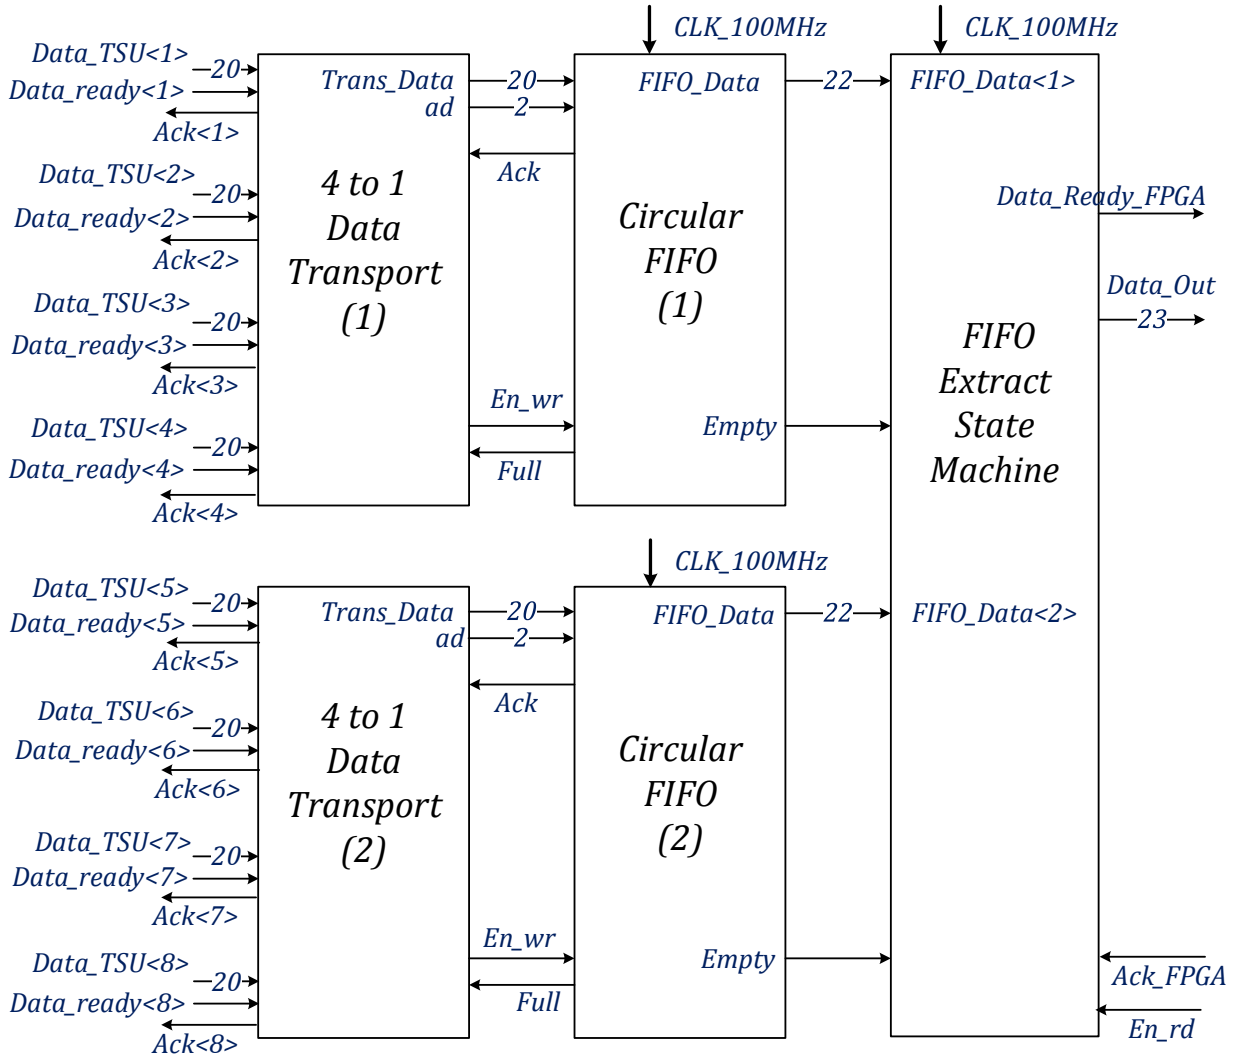 CLK_100MHz
CLK_100MHz
Data_TSU<1>
20
Data_ready<1>
Ack<1>
Data_TSU<2>
20
Data_ready<2>
Ack<2>
Data_TSU<3>
20
Data_ready<3>
Ack<3>
Data_TSU<4>
20
Data_ready<4>
Ack<4>
Trans_Data
ad
4 to 1
Data
Transport
(1)
20
2
Ack
En_wr
Full
FIFO_Data
Circular
FIFO
(1)
Empty
22
FIFO_Data<1>
Data_Ready_FPGA
Data_Out
23
FIFO
Extract
State
Machine
CLK_100MHz
Data_TSU<5>
20
Data_ready<5>
Ack<5>
Data_TSU<6>
20
Data_ready<6>
Ack<6>
Data_TSU<7>
20
Data_ready<7>
Ack<7>
Data_TSU<8>
20
Data_ready<8>
Ack<8>
Trans_Data
ad
4 to 1
Data
Transport
(2)
20
2
Ack
En_wr
Full
FIFO_Data
Circular
FIFO
(2)
Empty
22
FIFO_Data<2>
Ack_FPGA
En_rd